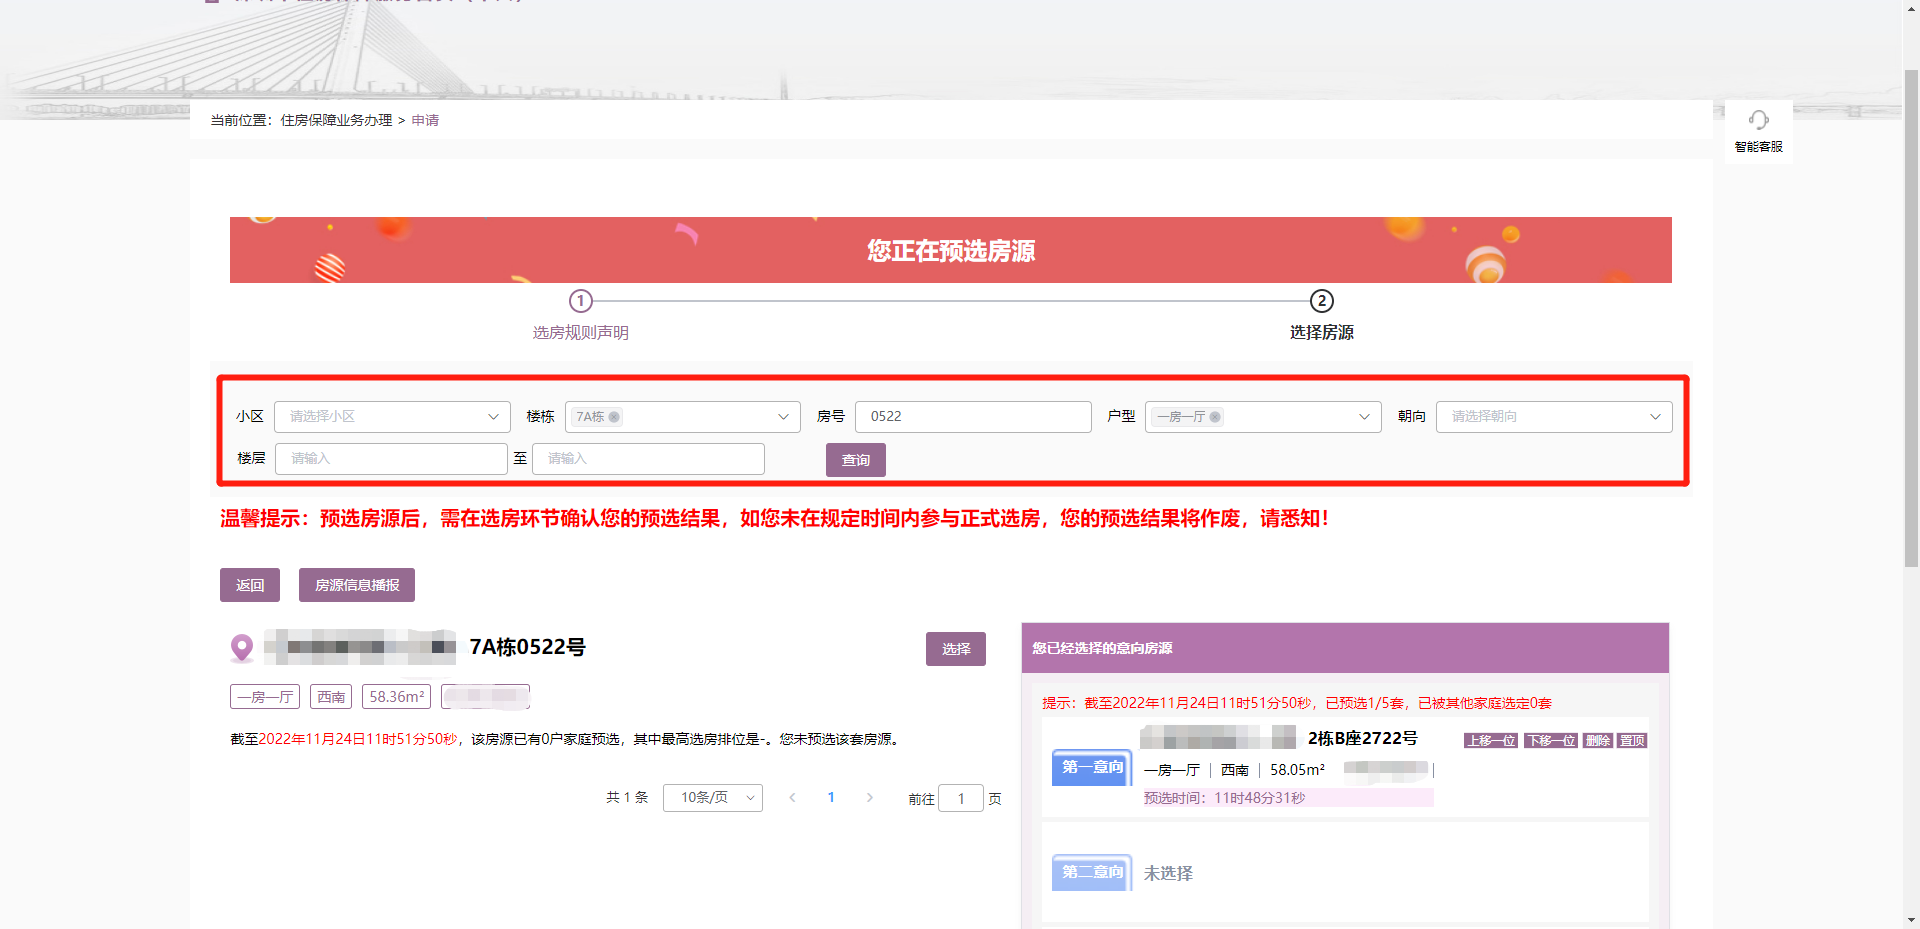 当前位置：住房保障业务办理 > 申请
智能客服
您正在预选房源
1
2
选房规则声明
选择房源
小区 请选择小区 楼栋 7A栋 房号 0522 户型 一房一厅 朝向 请选择朝向
楼层 请输入 至 请输入 查询
温馨提示：预选房源后，需在选房环节确认您的预选结果，如您未在规定时间内参与正式选房，您的预选结果将作废，请悉知！
返回 房源信息播报
7A栋0522号 选择
一房一厅 西南 58.36m²
截至2022年11月24日11时51分50秒，该房源已有0户家庭预选，其中最高选房排位是-。您未预选该套房源。
共 1 条 10条/页 1 前往 1 页
您已经选择的意向房源
提示：截至2022年11月24日11时51分50秒，已预选1/5套，已被其他家庭选定0套
2栋B座2722号 上移一位 下移一位 删除 置顶
第一意向 一房一厅 西南 58.05m²
预选时间：11时48分31秒
第二意向 未选择